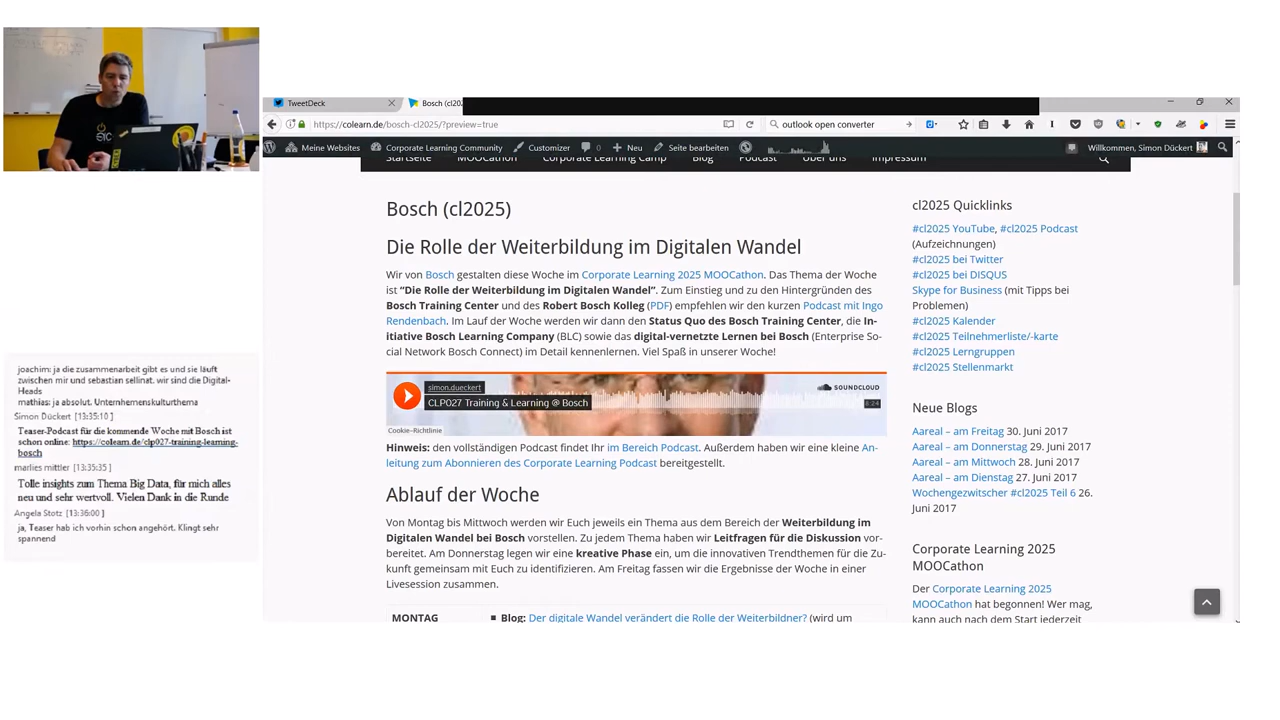 TweetDeck
Bosch (cl202
https://colearn.de/bosch-cl2025/?preview=true
outlook open converter
Meine Websites
Corporate Learning Community
Customizer
0
Neu
Seite bearbeiten
Willkommen, Simon Dückert
Startseite
MOOCathon
Corporate Learning Camp
Blog
Podcast
Über uns
Impressum
joachim: ja die zusammenarbeit gibt es und sie läuft
zwischen mir und sebastian sellinat. wir sind die Digital-
Heads
mathias: ja absolut. Unternhemenskulturthema
Simon Dückert [13:35:10]
Teaser-Podcast für die kommende Woche mit Bosch ist
schon online: https://colearn.de/clp027-training-learning-
bosch
marlies mittler [13:35:35]
Tolle insights zum Thema Big Data, für mich alles
neu und sehr wertvoll. Vielen Dank in die Runde
Angela Stotz [13:36:00]
ja, Teaser hab ich vorhin schon angehört. Klingt sehr
spannend
Bosch (cl2025)
Die Rolle der Weiterbildung im Digitalen Wandel
Wir von Bosch gestalten diese Woche im Corporate Learning 2025 MOOCathon. Das Thema der Woche
ist “Die Rolle der Weiterbildung im Digitalen Wandel”. Zum Einstieg und zu den Hintergründen des
Bosch Training Center und des Robert Bosch Kolleg (PDF) empfehlen wir den kurzen Podcast mit Ingo
Rendenbach. Im Lauf der Woche werden wir dann den Status Quo des Bosch Training Center, die In-
itiative Bosch Learning Company (BLC) sowie das digital-vernetzte Lernen bei Bosch (Enterprise So-
cial Network Bosch Connect) im Detail kennenlernen. Viel Spaß in unserer Woche!
simon.dueckert
CLP027 Training & Learning @ Bosch
SOUNDCLOUD
8:24
Cookie-Richtlinie
Hinweis: den vollständigen Podcast findet Ihr im Bereich Podcast. Außerdem haben wir eine kleine An-
leitung zum Abonnieren des Corporate Learning Podcast bereitgestellt.
Ablauf der Woche
Von Montag bis Mittwoch werden wir Euch jeweils ein Thema aus dem Bereich der Weiterbildung im
Digitalen Wandel bei Bosch vorstellen. Zu jedem Thema haben wir Leitfragen für die Diskussion vor-
bereitet. Am Donnerstag legen wir eine kreative Phase ein, um die innovativen Trendthemen für die Zu-
kunft gemeinsam mit Euch zu identifizieren. Am Freitag fassen wir die Ergebnisse der Woche in einer
Livesession zusammen.
MONTAG
Blog: Der digitale Wandel verändert die Rolle der Weiterbildner? (wird um
cl2025 Quicklinks
#cl2025 YouTube, #cl2025 Podcast
(Aufzeichnungen)
#cl2025 bei Twitter
#cl2025 bei DISQUS
Skype for Business (mit Tipps bei
Problemen)
#cl2025 Kalender
#cl2025 Teilnehmerliste/-karte
#cl2025 Lerngruppen
#cl2025 Stellenmarkt
Neue Blogs
Aareal – am Freitag 30. Juni 2017
Aareal – am Donnerstag 29. Juni 2017
Aareal – am Mittwoch 28. Juni 2017
Aareal – am Dienstag 27. Juni 2017
Wochengezwitscher #cl2025 Teil 6 26.
Juni 2017
Corporate Learning 2025
MOOCathon
Der Corporate Learning 2025
MOOCathon hat begonnen! Wer mag,
kann auch nach dem Start jederzeit